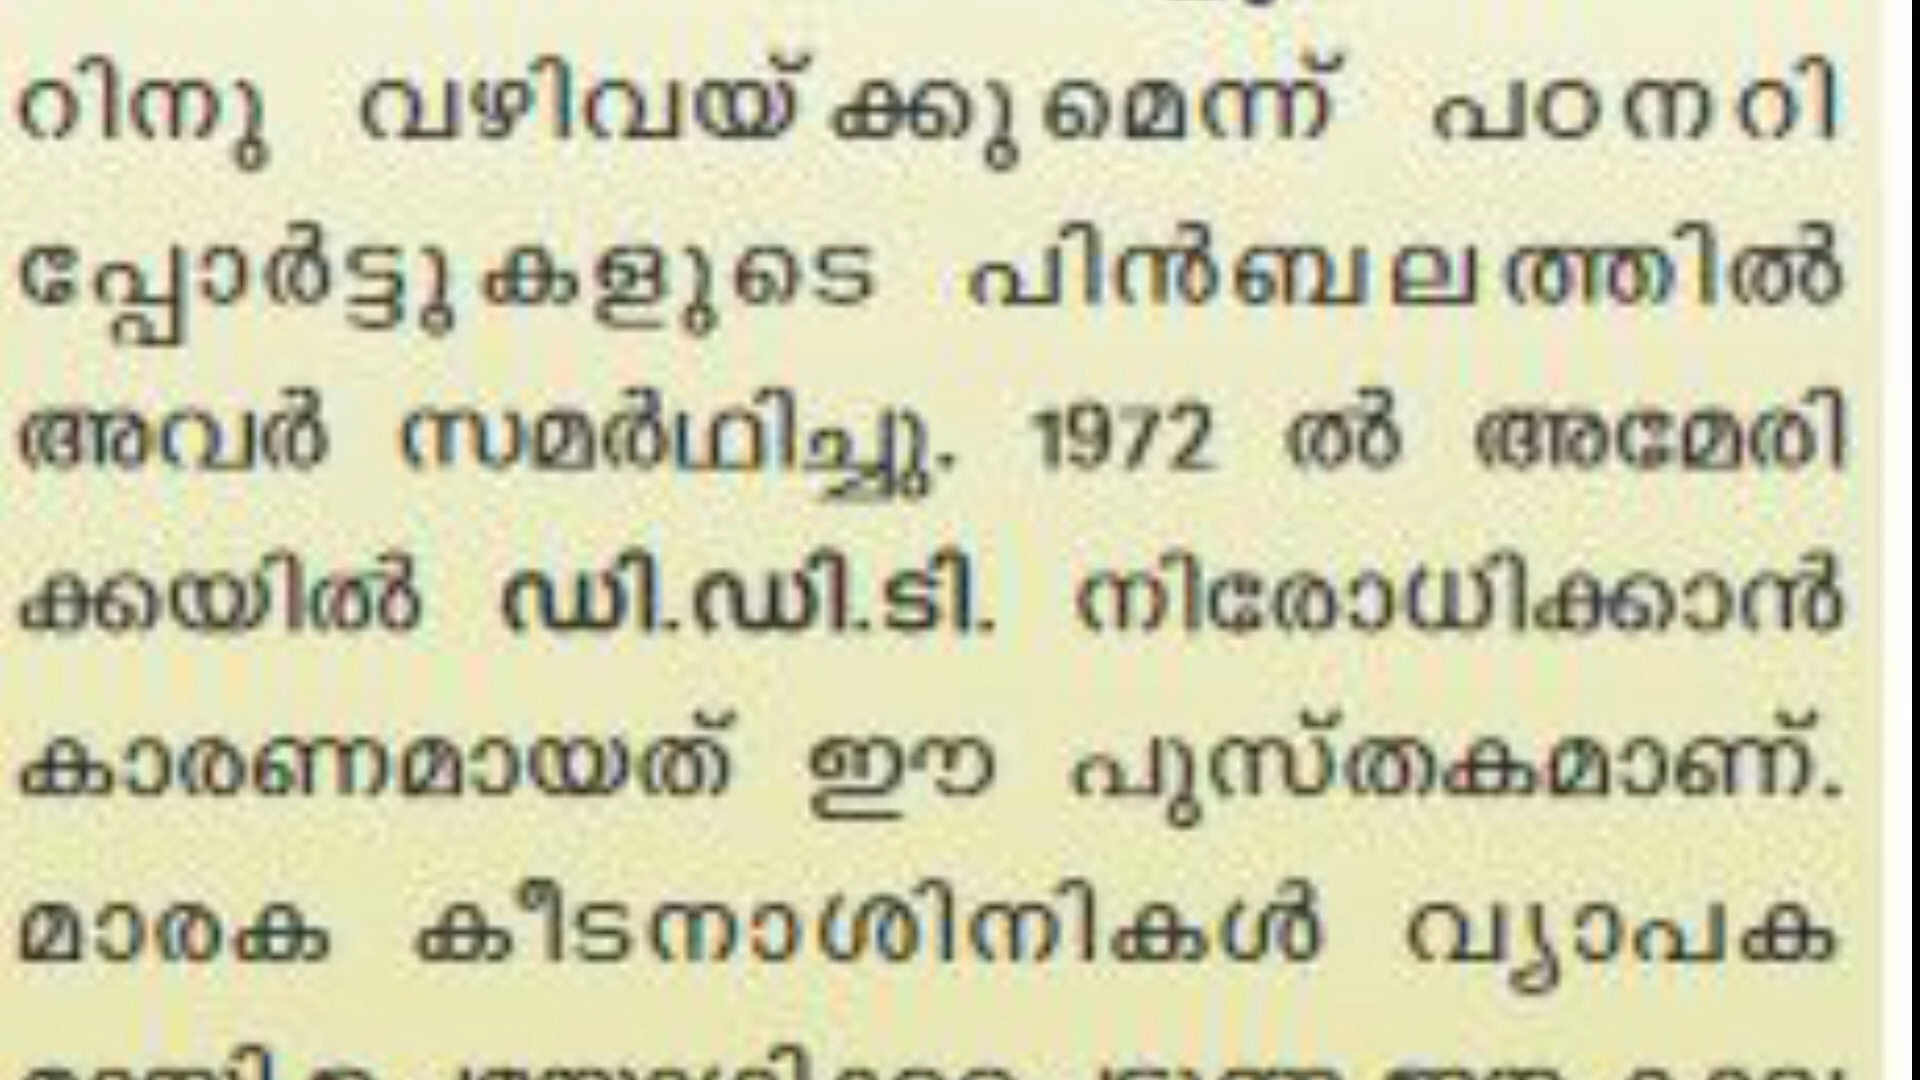 റിനു വഴിവയ്ക്കുമെന്ന് പഠനറി
പ്പോർട്ടുകളുടെ പിൻബലത്തിൽ
അവർ സമർഥിച്ചു. 1972 ൽ അമേരി
ക്കയിൽ ഡി.ഡി.ടി. നിരോധിക്കാൻ
കാരണമായത് ഈ പുസ്തകമാണ്.
മാരക കീടനാശിനികൾ വ്യാപക